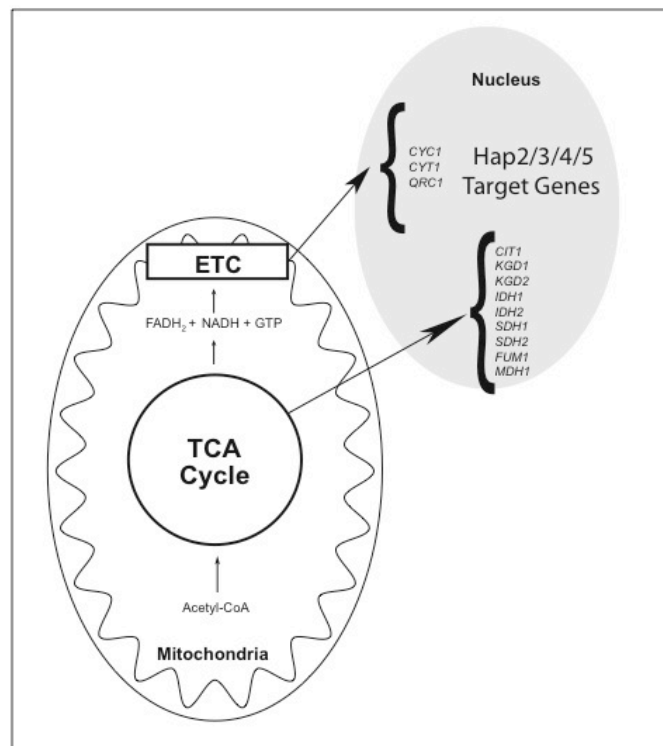 Nucleus
CYC1
CYT1
QRC1
Hap2/3/4/5
Target Genes
CIT1
KGD1
KGD2
IDH1
IDH2
SDH1
SDH2
FUM1
MDH1
ETC
FADH₂ + NADH + GTP
TCA
Cycle
Acetyl-CoA
Mitochondria